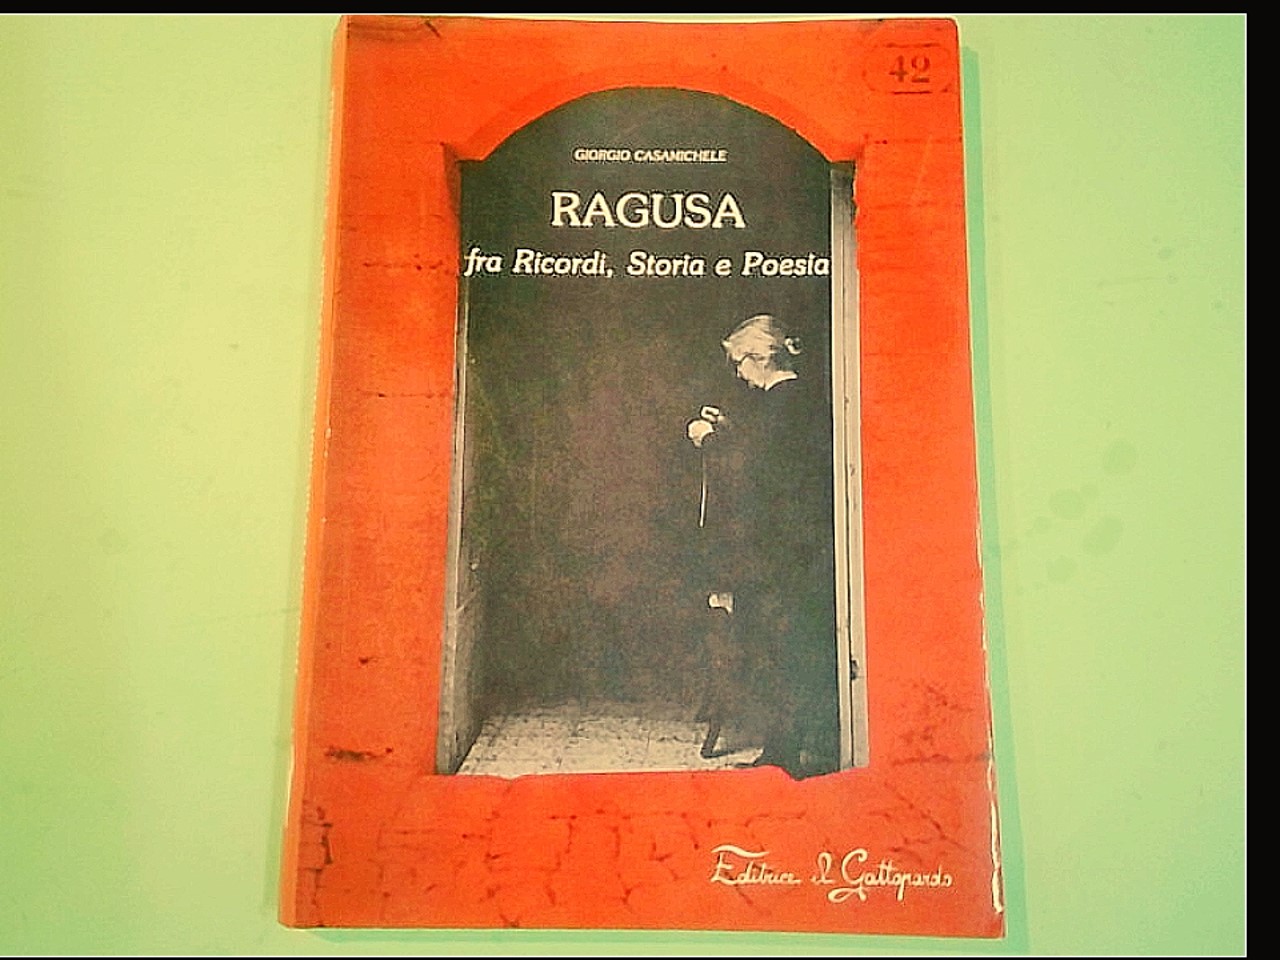 42
GIORGIO CASAMICHELE
RAGUSA
fra Ricordi, Storia e Poesia
Editrice il Gattopardo